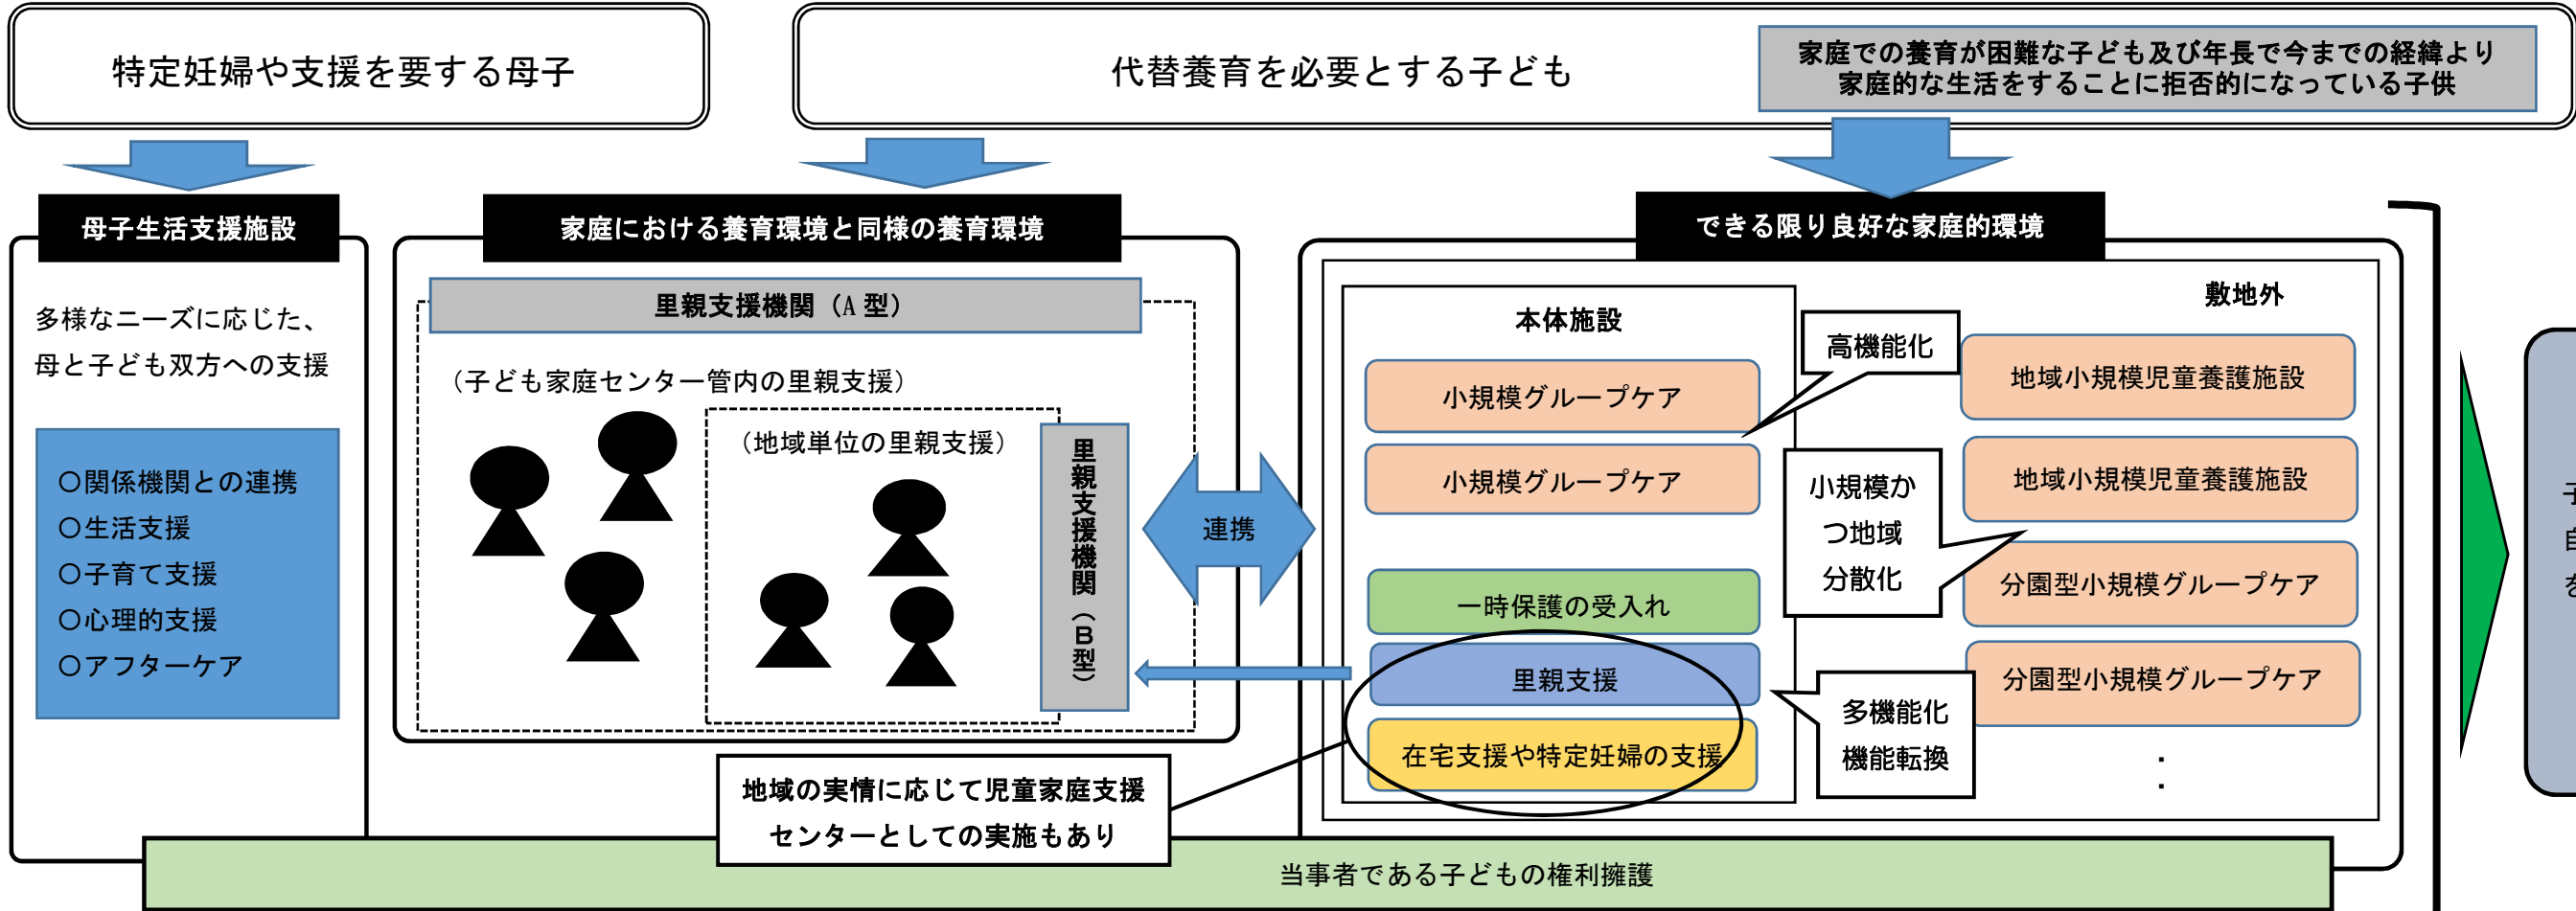 特定妊婦や支援を要する母子
代替養育を必要とする子ども
家庭での養育が困難な子ども及び年長で今までの経緯より
家庭的な生活をすることに拒否的になっている子供
母子生活支援施設
多様なニーズに応じた、
母と子ども双方への支援
〇関係機関との連携
〇生活支援
〇子育て支援
〇心理的支援
〇アフターケア
家庭における養育環境と同様の養育環境
里親支援機関（A 型）
（子ども家庭センター管内の里親支援）
（地域単位の里親支援）
里親支援機関（B型）
連携
できる限り良好な家庭的環境
本体施設
小規模グループケア
小規模グループケア
一時保護の受入れ
里親支援
在宅支援や特定妊婦の支援
高機能化
小規模か
つ地域
分散化
多機能化
機能転換
敷地外
地域小規模児童養護施設
地域小規模児童養護施設
分園型小規模グループケア
分園型小規模グループケア
・
・
地域の実情に応じて児童家庭支援
センターとしての実施もあり
当事者である子どもの権利擁護